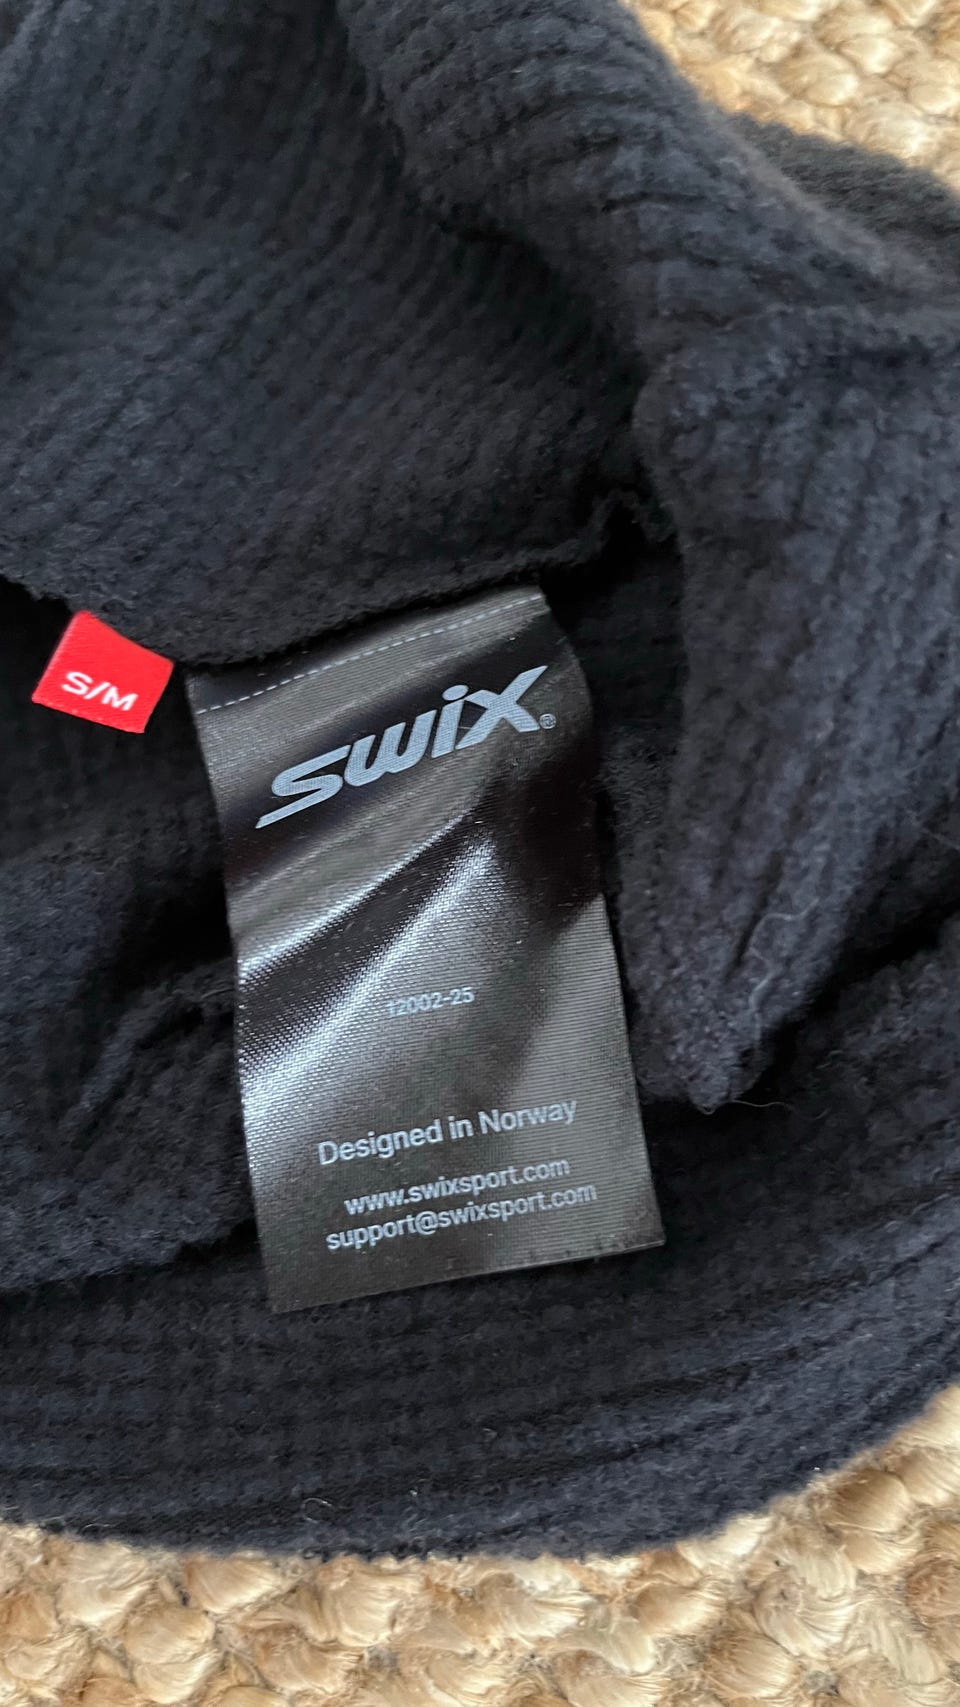 S/M
swix®
12002-25
Designed in Norway
www.swixsport.com
support@swixsport.com